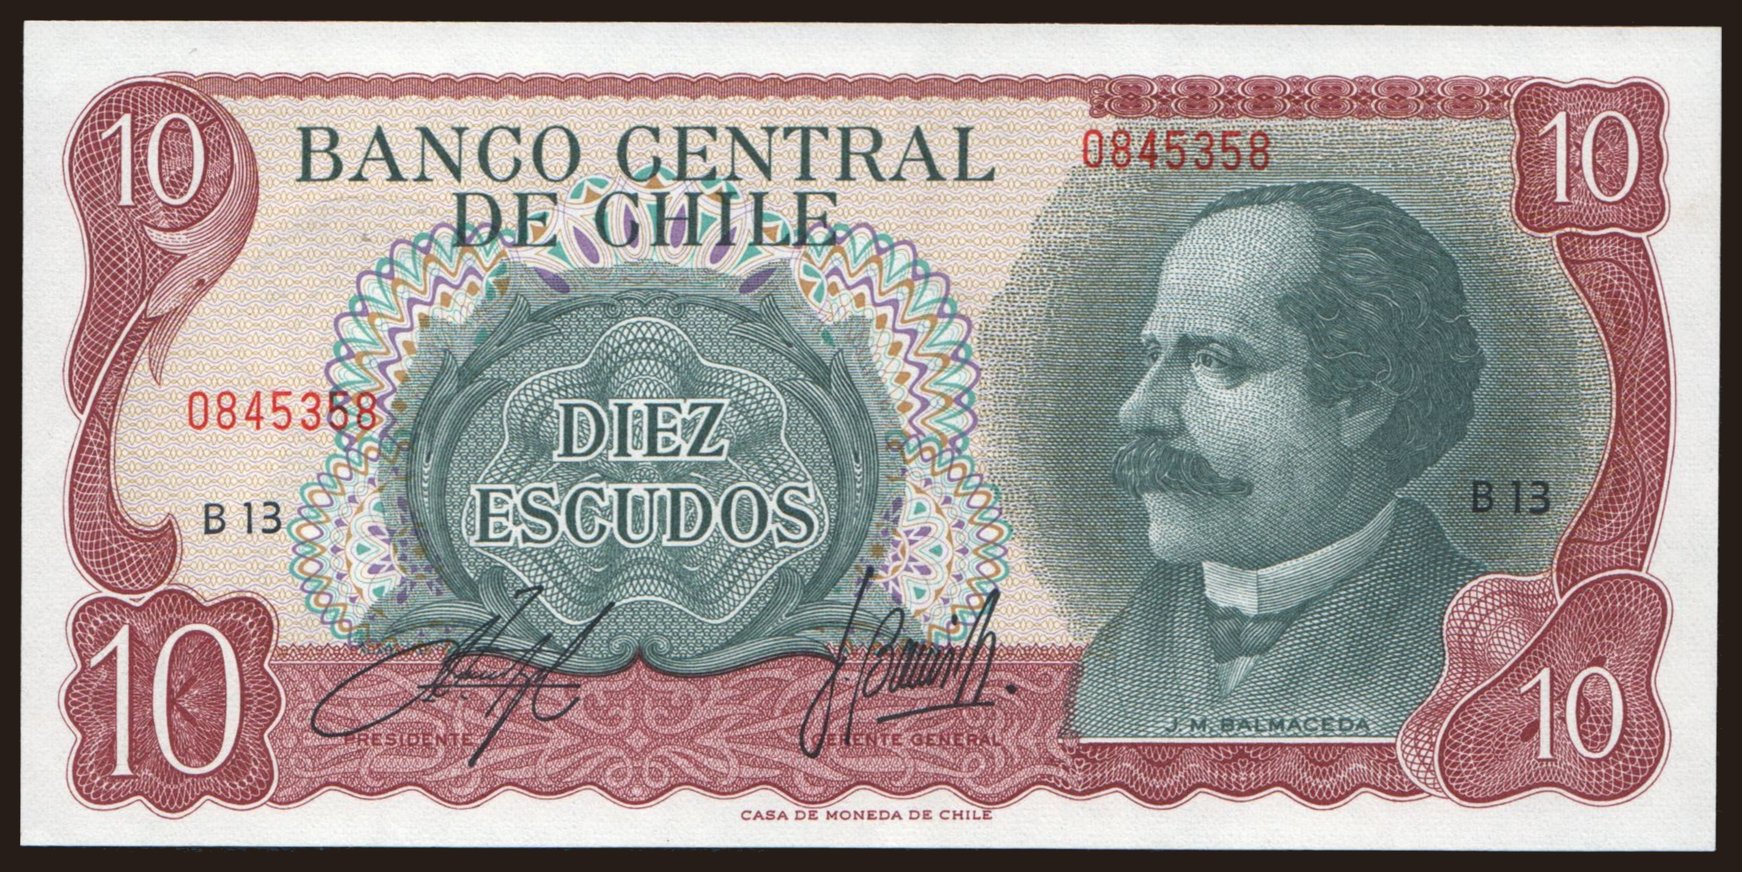 10
BANCO CENTRAL
DE CHILE
0845358
10
0845358
DIEZ
ESCUDOS
B 13
B 13
10
PRESIDENTE
GERENTE GENERAL
J. M. BALMACEDA
10
CASA DE MONEDA DE CHILE